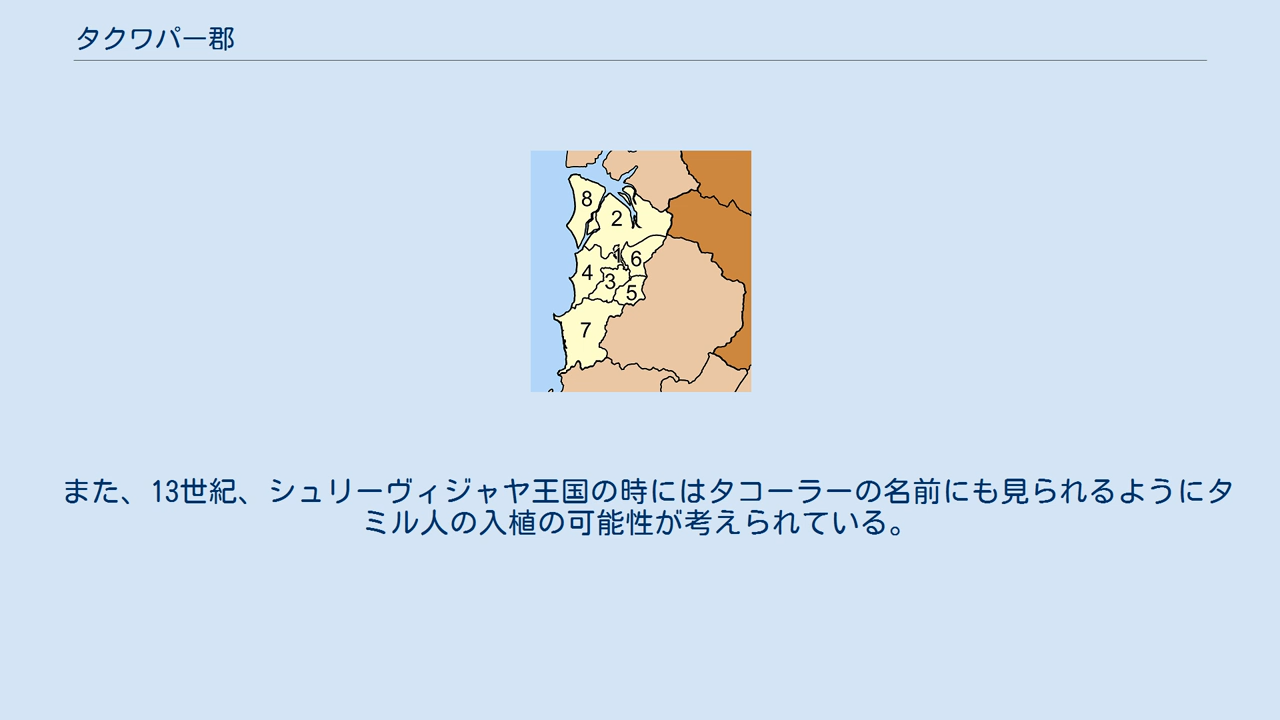 タクワパー郡
8
2
1
6
4
3
5
7
また、13世紀、シュリーヴィジャヤ王国の時にはタコーラーの名前にも見られるようにタ
ミル人の入植の可能性が考えられている。